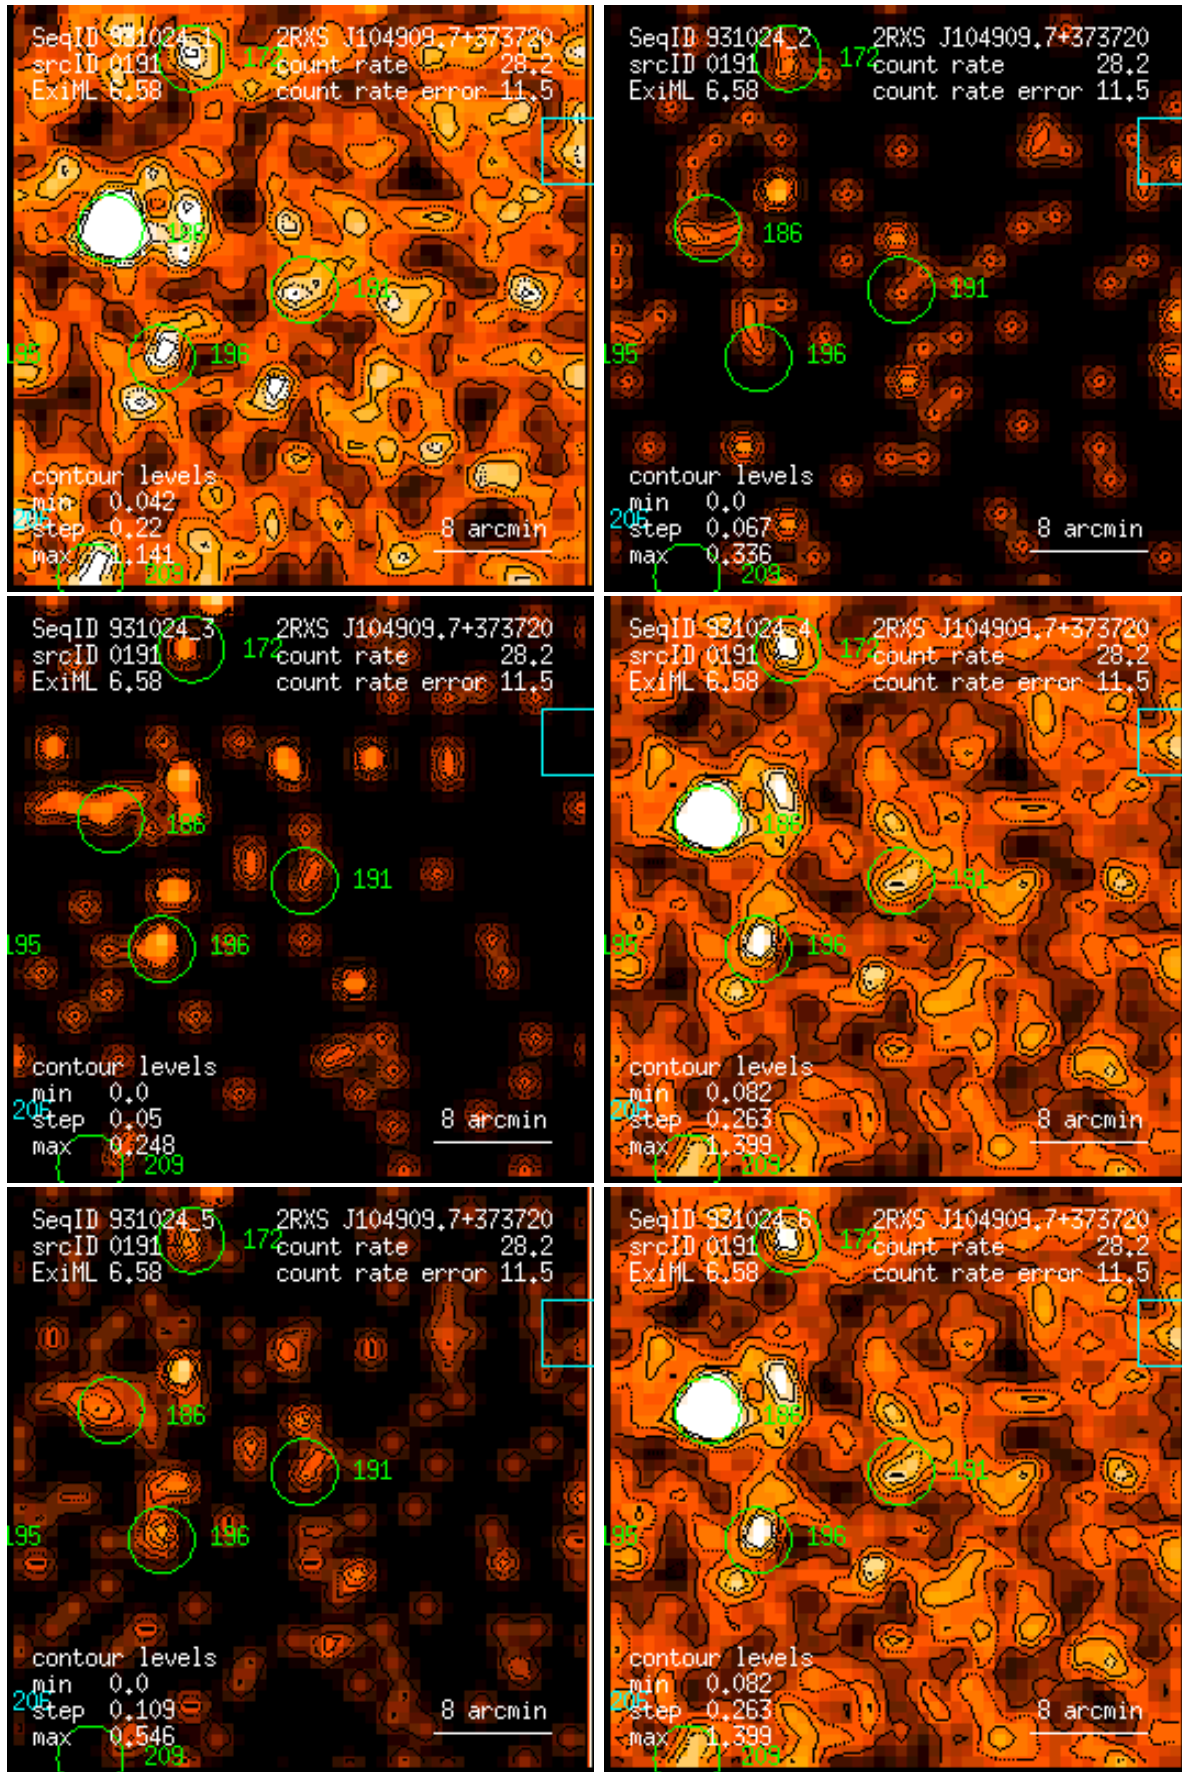 SeqID 931024_1 2RXS J104909.7+373720
srcID 0191 172 count rate 28.2
ExiML 6.58 count rate error 11.5
186
191
195 196
contour levels
min 0.042
206 step 0.22 8 arcmin
max 1.141
209
SeqID 931024_2 2RXS J104909.7+373720
srcID 0191 172 count rate 28.2
ExiML 6.58 count rate error 11.5
186
191
195 196
contour levels
min 0.0
206 step 0.067 8 arcmin
max 0.336
209
SeqID 931024_3 2RXS J104909.7+373720
srcID 0191 172 count rate 28.2
ExiML 6.58 count rate error 11.5
186
191
195 196
contour levels
min 0.0
206 step 0.05 8 arcmin
max 0.248
209
SeqID 931024_4 2RXS J104909.7+373720
srcID 0191 172 count rate 28.2
ExiML 6.58 count rate error 11.5
186
191
195 196
contour levels
min 0.082
206 step 0.263 8 arcmin
max 1.399
209
SeqID 931024_5 2RXS J104909.7+373720
srcID 0191 172 count rate 28.2
ExiML 6.58 count rate error 11.5
186
191
195 196
contour levels
min 0.0
206 step 0.109 8 arcmin
max 0.546
209
SeqID 931024_6 2RXS J104909.7+373720
srcID 0191 172 count rate 28.2
ExiML 6.58 count rate error 11.5
186
191
195 196
contour levels
min 0.082
206 step 0.263 8 arcmin
max 1.399
209